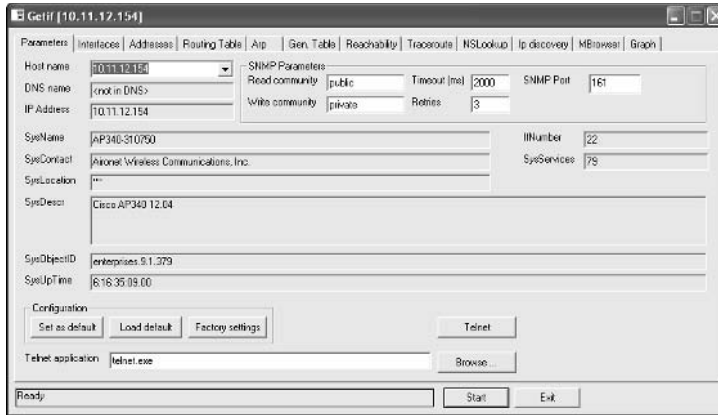 Getif [10.11.12.154]
Parameters Interfaces Addresses Routing Table Arp Gen. Table Reachability Traceroute NSLookup Ip discovery MBrowser Graph
Host name 10.11.12.154
DNS name <not in DNS>
IP Address 10.11.12.154
SNMP Parameters
Read community public Timeout (ms) 2000 SNMP Port 161
Write community private Retries 3
SysName AP340-310750 IfNumber 22
SysContact Aironet Wireless Communications, Inc. SysServices 79
SysLocation
SysDescr Cisco AP340 12.04
SysObjectID enterprises.9.1.379
SysUpTime 6:16:35:09.00
Configuration
Set as default Load default Factory settings Telnet
Telnet application telnet.exe Browse ...
Ready Start Exit